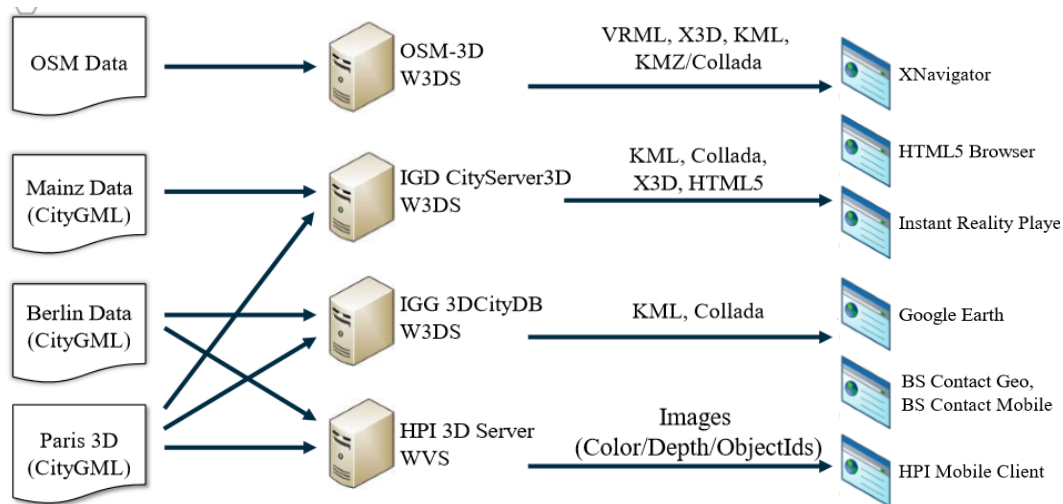 OSM Data
OSM-3D
W3DS
VRML, X3D, KML,
KMZ/Collada
XNavigator
HTML5 Browser
Mainz Data
(CityGML)
IGD CityServer3D
W3DS
KML, Collada,
X3D, HTML5
Instant Reality Playe
Berlin Data
(CityGML)
IGG 3DCityDB
W3DS
KML, Collada
Google Earth
BS Contact Geo,
BS Contact Mobile
Paris 3D
(CityGML)
HPI 3D Server
WVS
Images
(Color/Depth/ObjectIds)
HPI Mobile Client